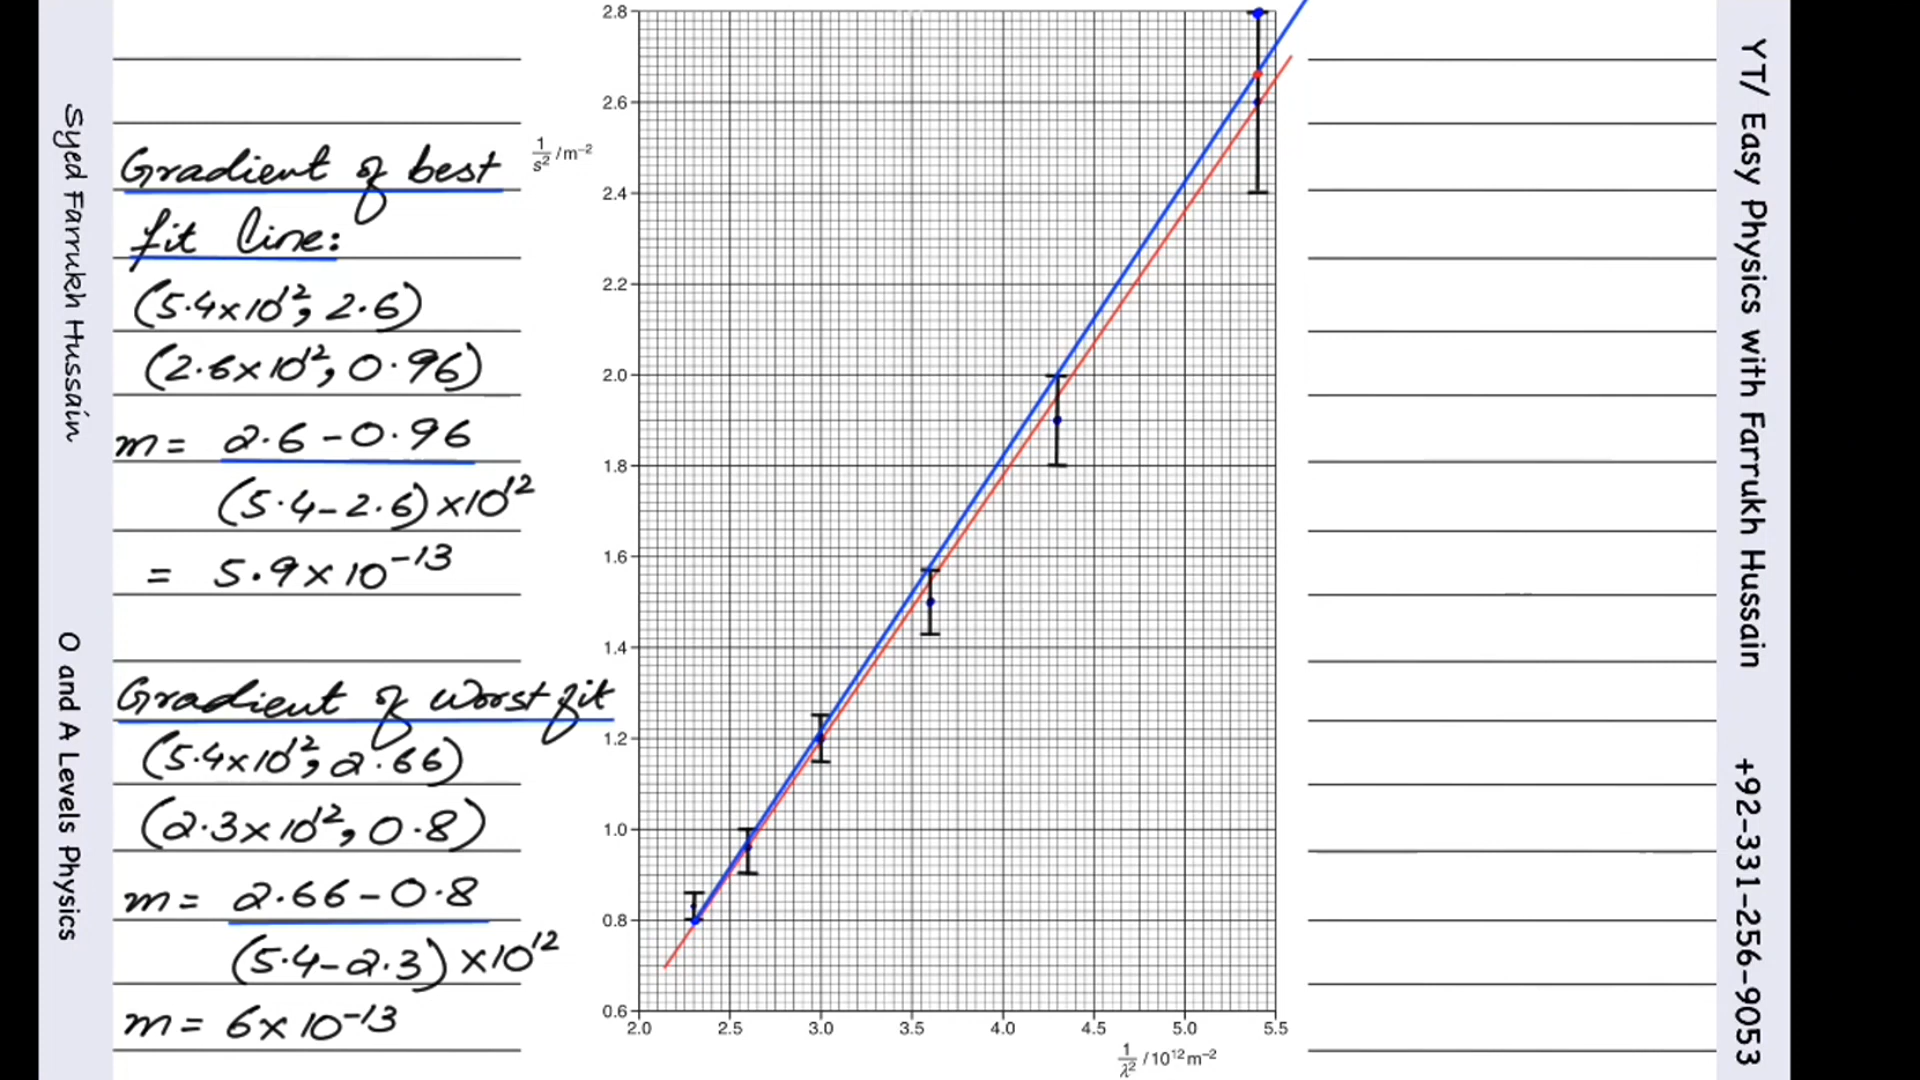 Syed Farrukh Hussain
O and A Levels Physics
Gradient of best
fit line:
(5.4×10¹², 2.6)
(2.6×10¹², 0.96)
m = 2.6 - 0.96
(5.4 - 2.6) ×10¹²
= 5.9×10⁻¹³
Gradient of worst fit
(5.4×10¹², 2.66)
(2.3×10¹², 0.8)
m = 2.66 - 0.8
(5.4 - 2.3) ×10¹²
m = 6×10⁻¹³
1/s² /m⁻²
2.8
2.6
2.4
2.2
2.0
1.8
1.6
1.4
1.2
1.0
0.8
0.6
2.0 2.5 3.0 3.5 4.0 4.5 5.0 5.5
1/λ² /10¹² m⁻²
YT/ Easy Physics with Farrukh Hussain
+92-331-256-9053